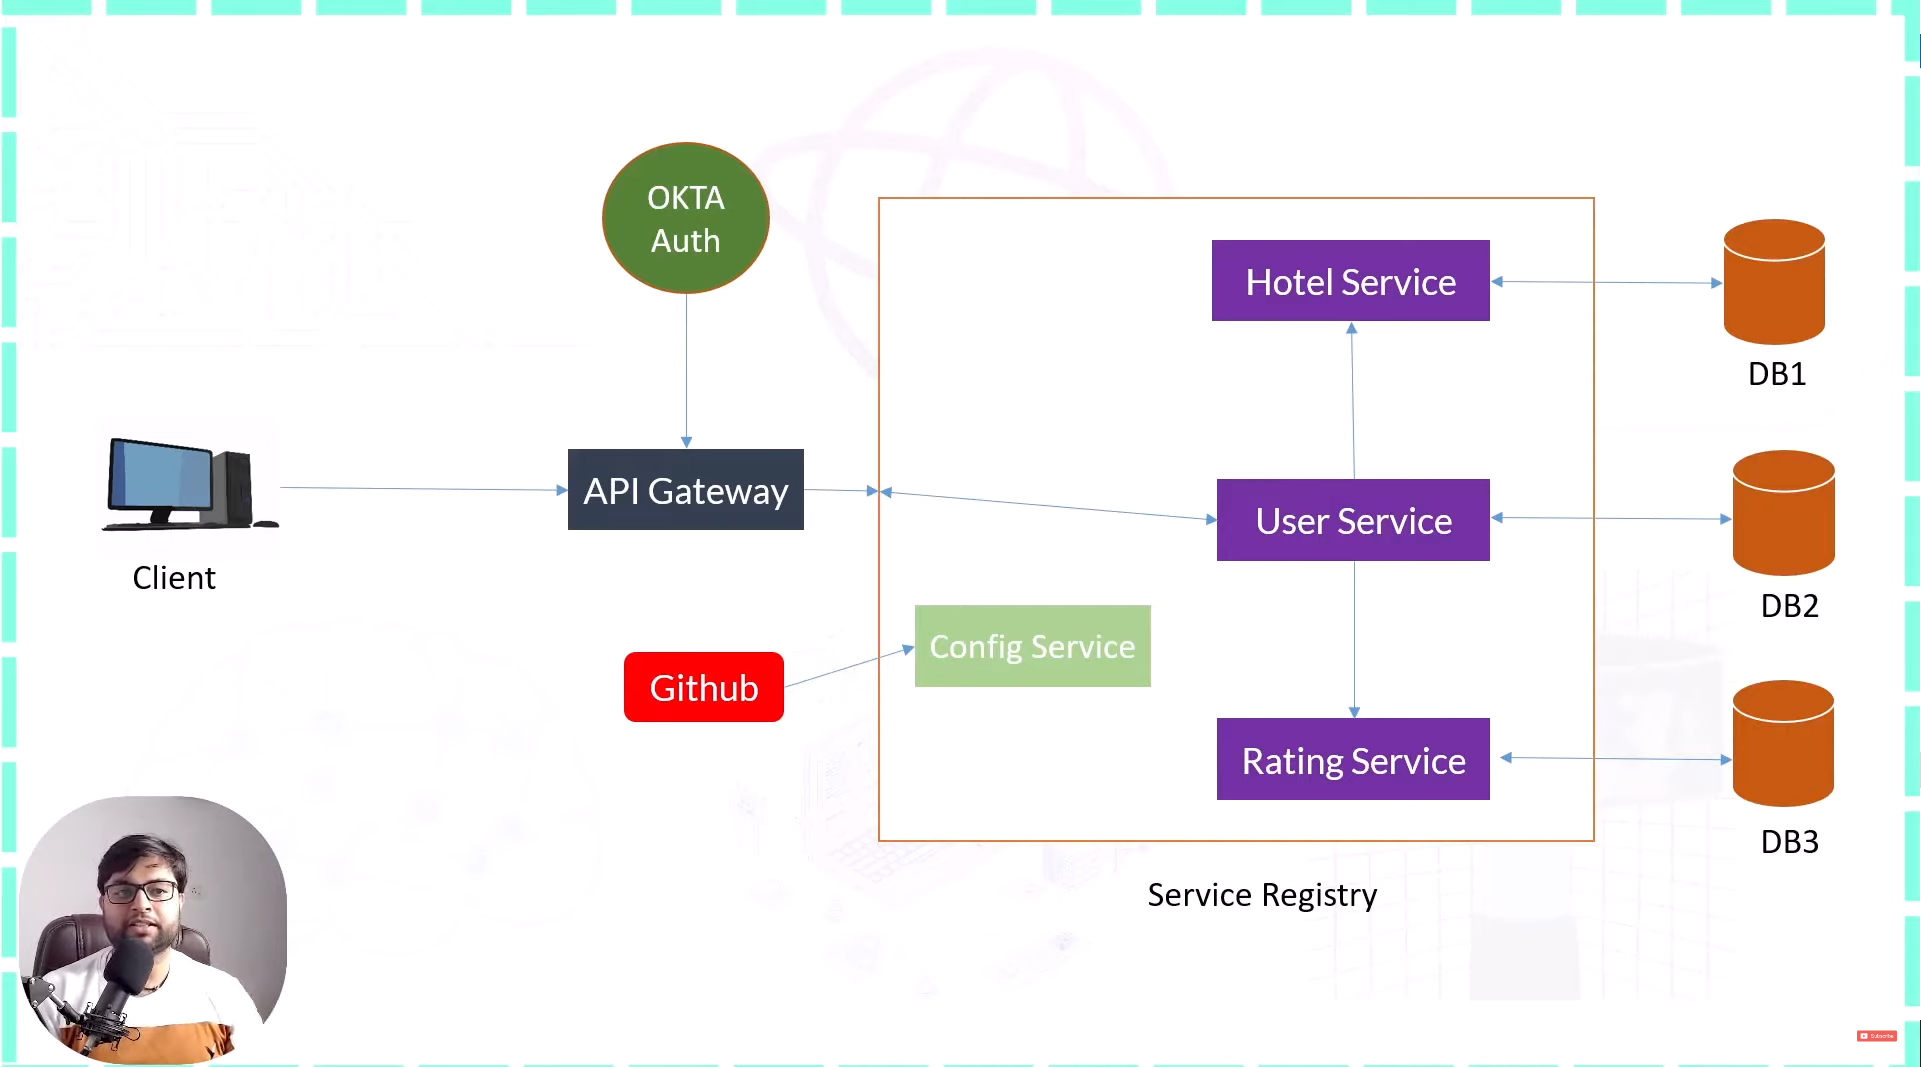 OKTA
Auth
Hotel Service
DB1
Client
API Gateway
User Service
DB2
Github
Config Service
Rating Service
DB3
Service Registry
Subscribe